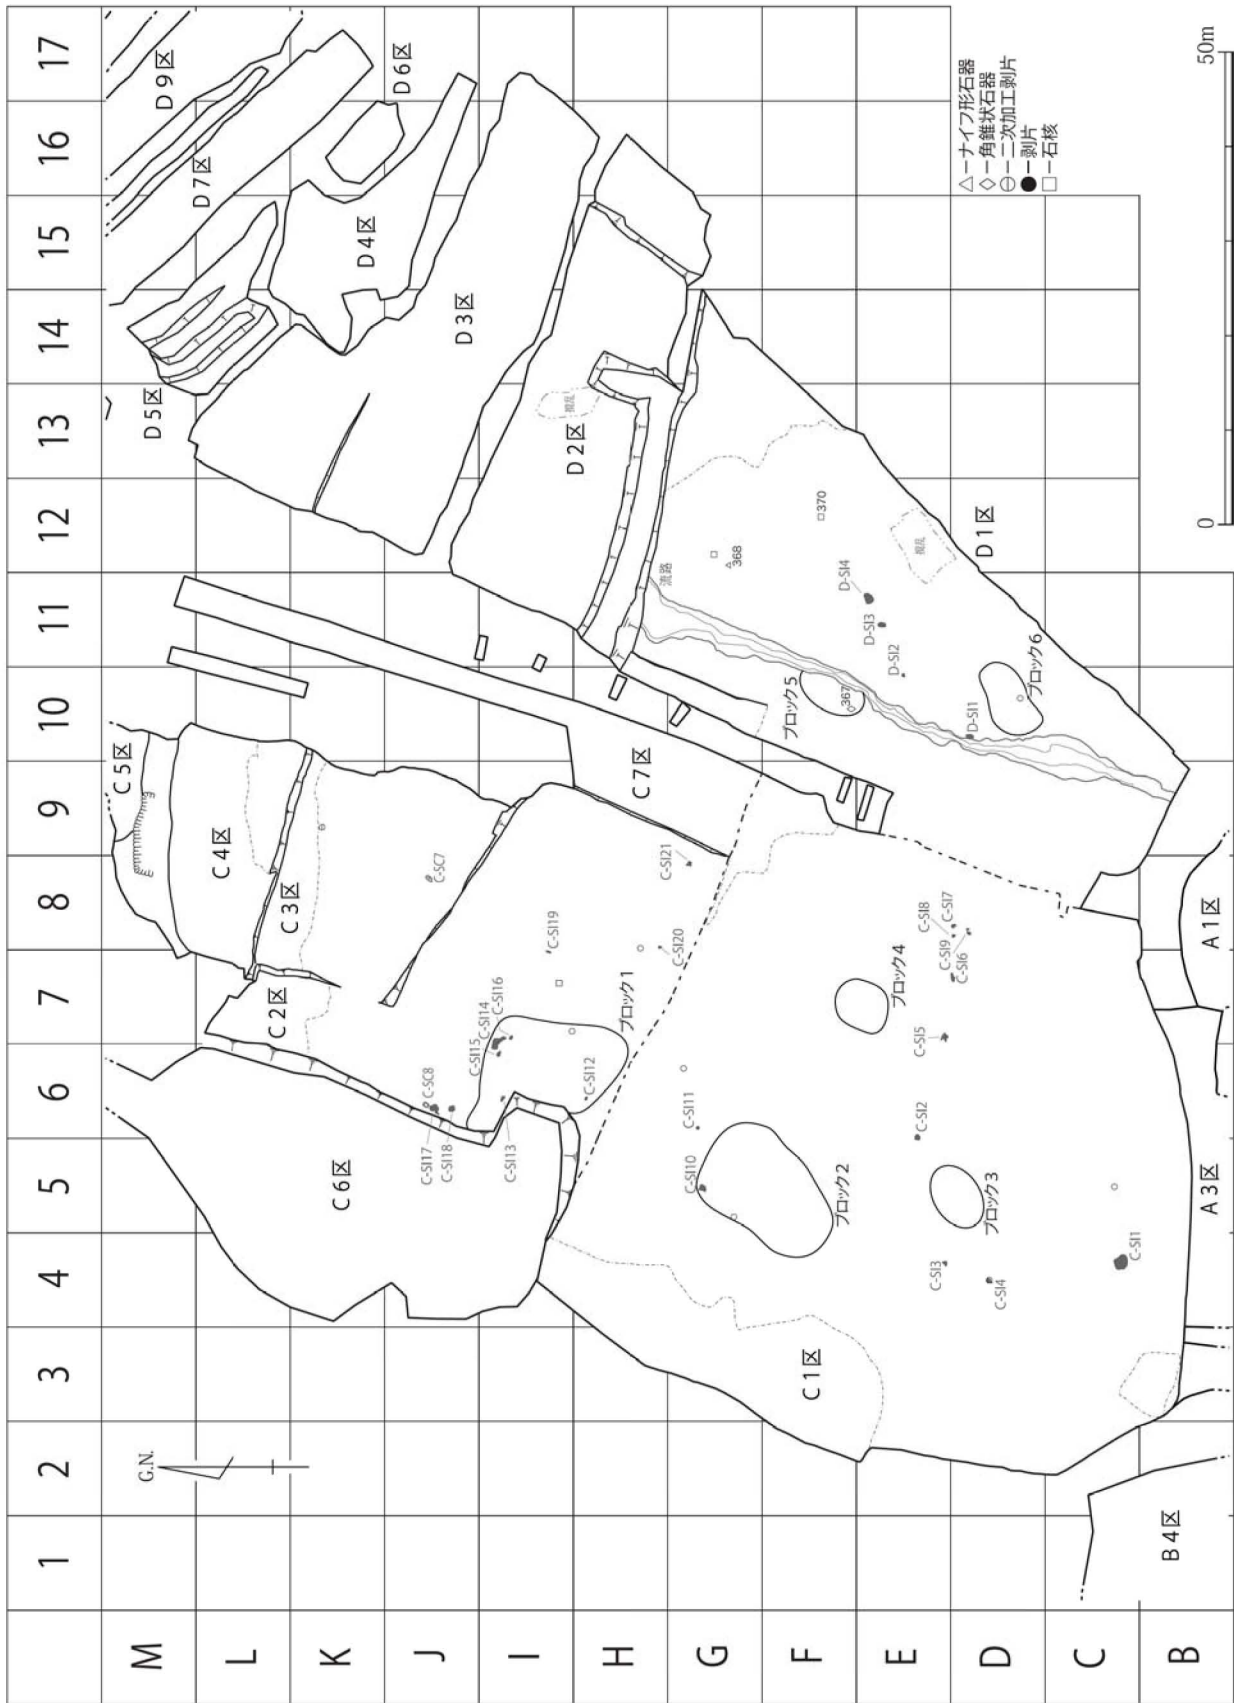 1 2 3 4 5 6 7 8 9 10 11 12 13 14 15 16 17
M
L
K
J
I
H
G
F
E
D
C
B
G.N.
D9区
D7区
D6区
D5区
D4区
D3区
D2区
D1区
C5区
C4区
C3区
C2区
C6区
C7区
C1区
A1区
A3区
B4区
撹乱
撹乱
流路
C-SC7
C-SC8
C-SI17
C-SI18
C-SI13
C-SI15
C-SI14
C-SI16
C-SI12
C-SI19
C-SI20
C-SI21
C-SI11
C-SI10
C-SI2
C-SI3
C-SI4
C-SI5
C-SI6
C-SI9
C-SI8
C-SI7
C-SI1
D-SI1
D-SI2
D-SI3
D-SI4
ブロック1
ブロック2
ブロック3
ブロック4
ブロック5
ブロック6
367
368
370
△－ナイフ形石器
◇－角錐状石器
⊖－二次加工剥片
●－剥片
□－石核
0 50m